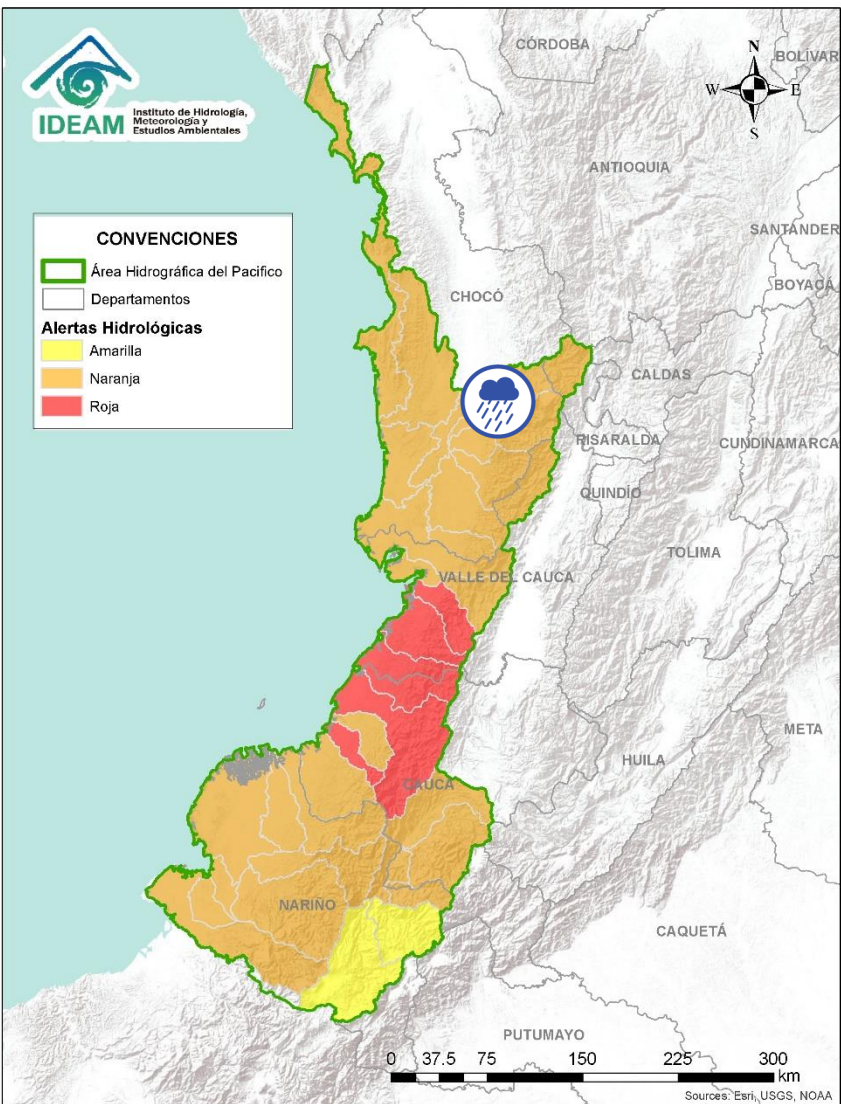 IDEAM
Instituto de Hidrología,
Meteorología y
Estudios Ambientales
CÓRDOBA
BOLÍVAR
N
W
E
S
ANTIOQUIA
SANTANDER
BOYACÁ
CHOCÓ
CONVENCIONES
Área Hidrográfica del Pacifico
Departamentos
Alertas Hidrológicas
Amarilla
Naranja
Roja
CALDAS
RISARALDA
CUNDINAMARCA
QUINDÍO
TOLIMA
VALLE DEL CAUCA
META
HUILA
CAUCA
NARIÑO
CAQUETÁ
PUTUMAYO
0 37.5 75 150 225 300
km
Sources: Esri, USGS, NOAA